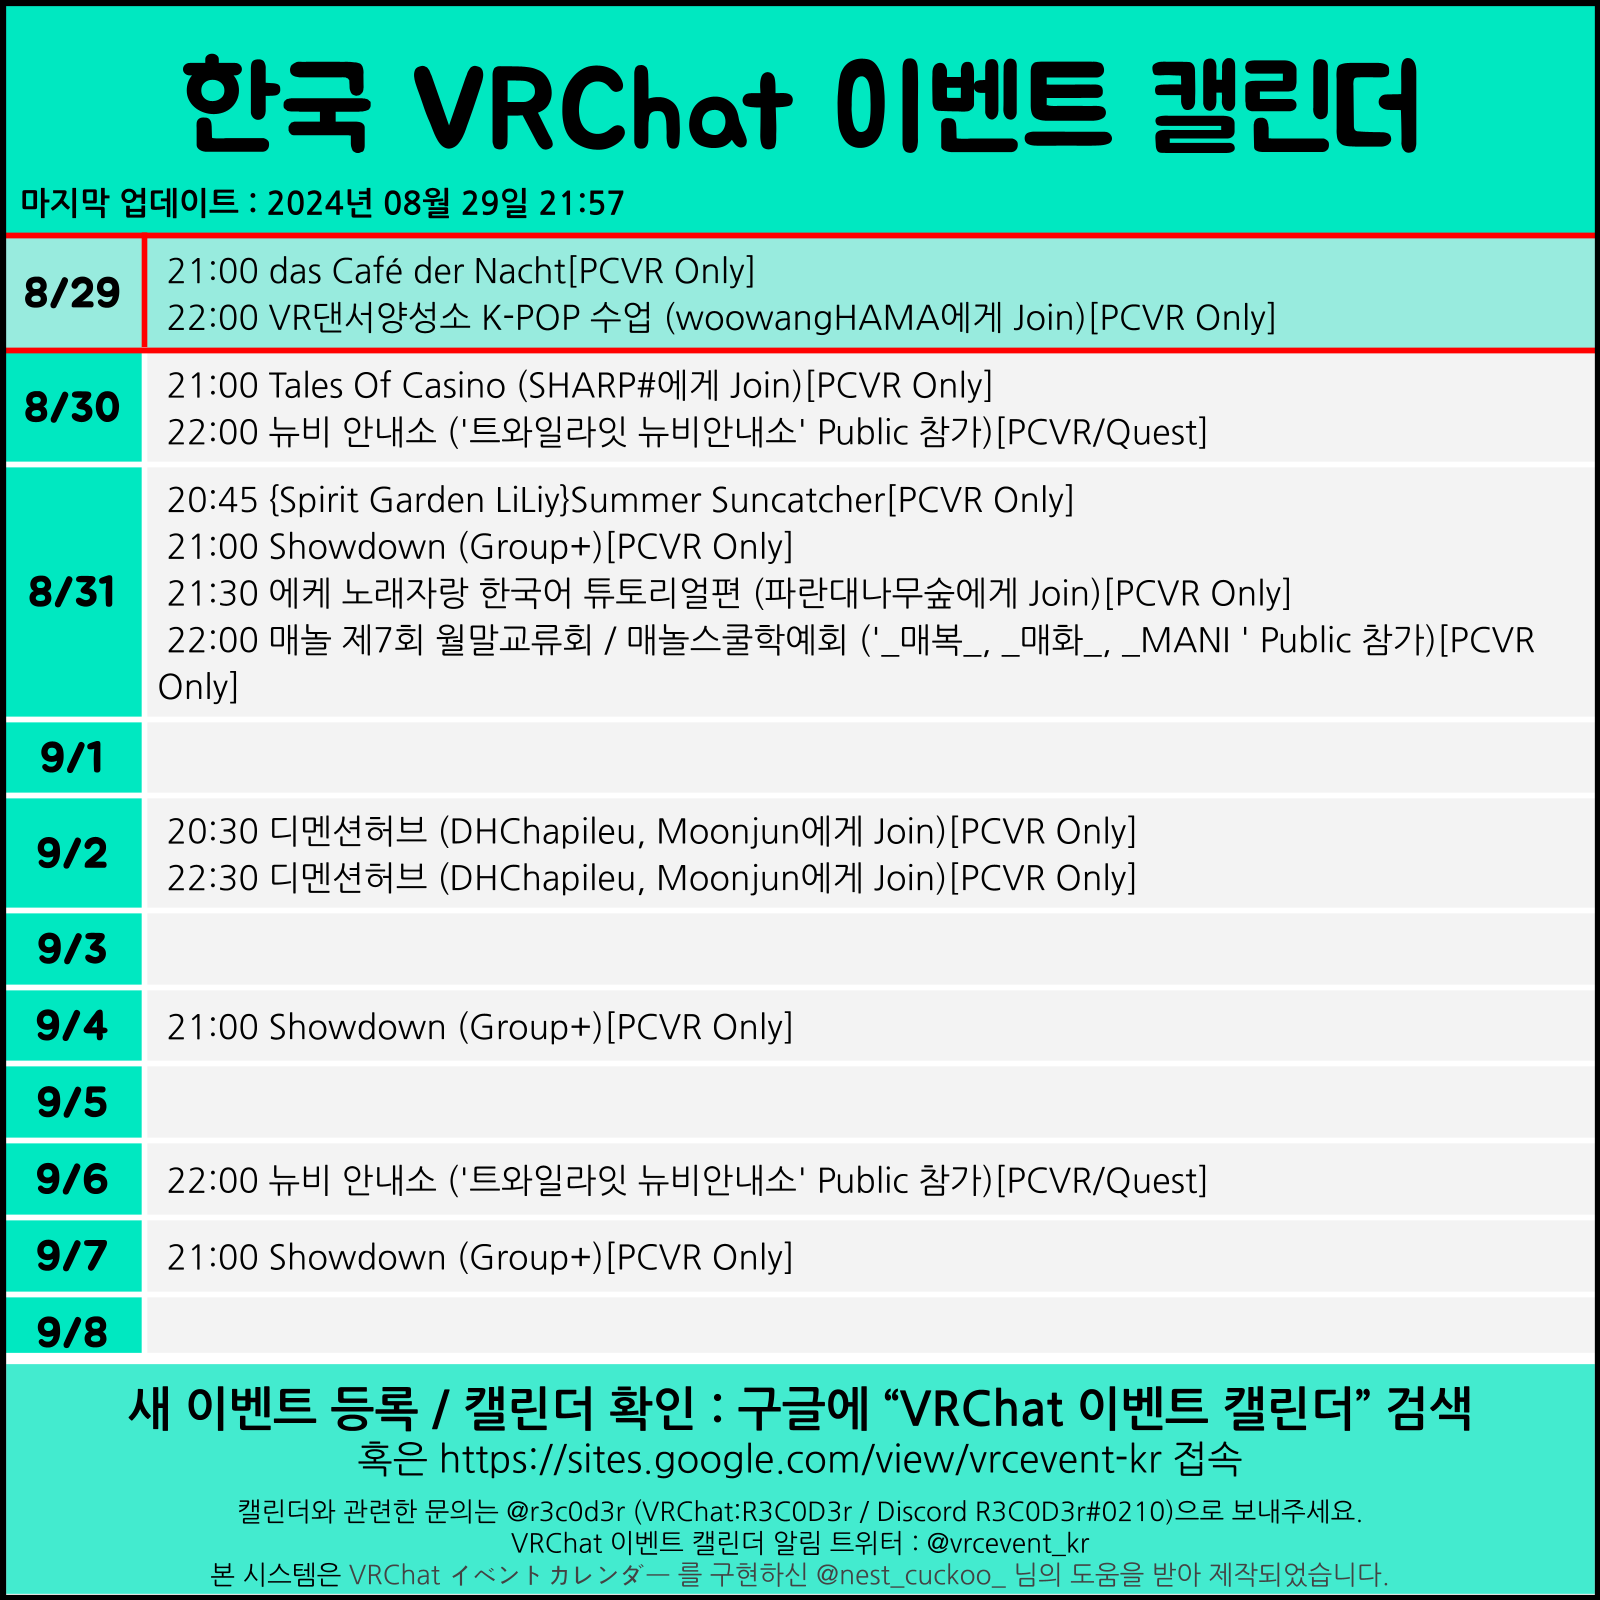 한국 VRChat 이벤트 캘린더
마지막 업데이트 : 2024년 08월 29일 21:57
8/29
21:00 das Café der Nacht[PCVR Only]
22:00 VR댄서양성소 K-POP 수업 (woowangHAMA에게 Join)[PCVR Only]
8/30
21:00 Tales Of Casino (SHARP#에게 Join)[PCVR Only]
22:00 뉴비 안내소 ('트와일라잇 뉴비안내소' Public 참가)[PCVR/Quest]
8/31
20:45 {Spirit Garden LiLiy}Summer Suncatcher[PCVR Only]
21:00 Showdown (Group+)[PCVR Only]
21:30 에케 노래자랑 한국어 튜토리얼편 (파란대나무숲에게 Join)[PCVR Only]
22:00 매놀 제7회 월말교류회 / 매놀스쿨학예회 ('_매복_, _매화_, _MANI ' Public 참가)[PCVR
Only]
9/1
9/2
20:30 디멘션허브 (DHChapileu, Moonjun에게 Join)[PCVR Only]
22:30 디멘션허브 (DHChapileu, Moonjun에게 Join)[PCVR Only]
9/3
9/4
21:00 Showdown (Group+)[PCVR Only]
9/5
9/6
22:00 뉴비 안내소 ('트와일라잇 뉴비안내소' Public 참가)[PCVR/Quest]
9/7
21:00 Showdown (Group+)[PCVR Only]
9/8
새 이벤트 등록 / 캘린더 확인 : 구글에 “VRChat 이벤트 캘린더” 검색
혹은 https://sites.google.com/view/vrcevent-kr 접속
캘린더와 관련한 문의는 @r3c0d3r (VRChat:R3C0D3r / Discord R3C0D3r#0210)으로 보내주세요.
VRChat 이벤트 캘린더 알림 트위터 : @vrcevent_kr
본 시스템은 VRChat イベントカレンダー 를 구현하신 @nest_cuckoo_ 님의 도움을 받아 제작되었습니다.